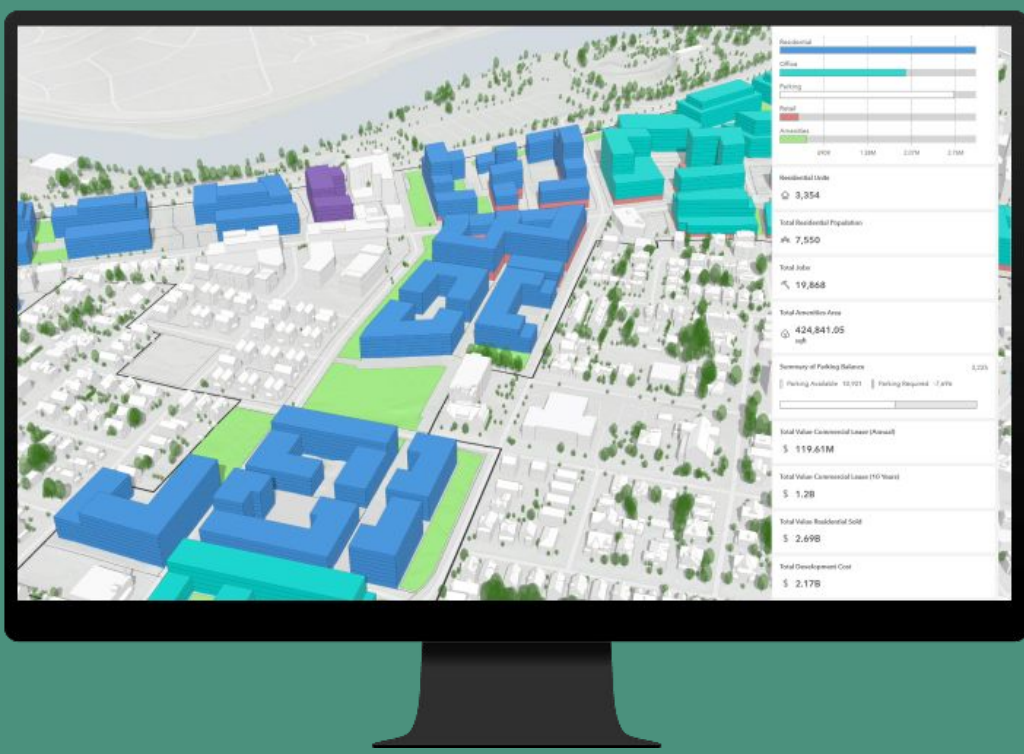 Residential
Office
Parking
Retail
Amenities
690K 1.38M 2.07M 2.76M
Residential Units
3,354
Total Residential Population
7,550
Total Jobs
19,868
Total Amenities Area
424,841.05
sqft
Summary of Parking Balance
Parking Available Parking Required
Total Value Commercial Lease (Annual)
$ 119.61M
Total Value Commercial Lease (10 Years)
$ 1.2B
Total Value Residential Sold
$ 2.69B
Total Development Cost
$ 2.17B